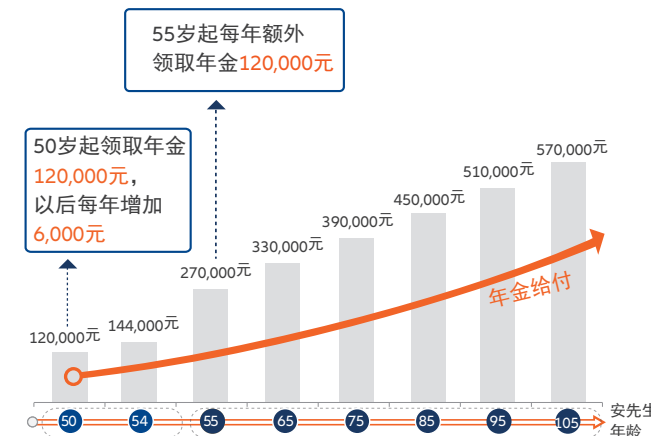 55岁起每年额外
领取年金120,000元
50岁起领取年金
120,000元，
以后每年增加
6,000元
120,000元
144,000元
270,000元
330,000元
390,000元
450,000元
510,000元
570,000元
年金给付
50
54
55
65
75
85
95
105
安先生
年龄